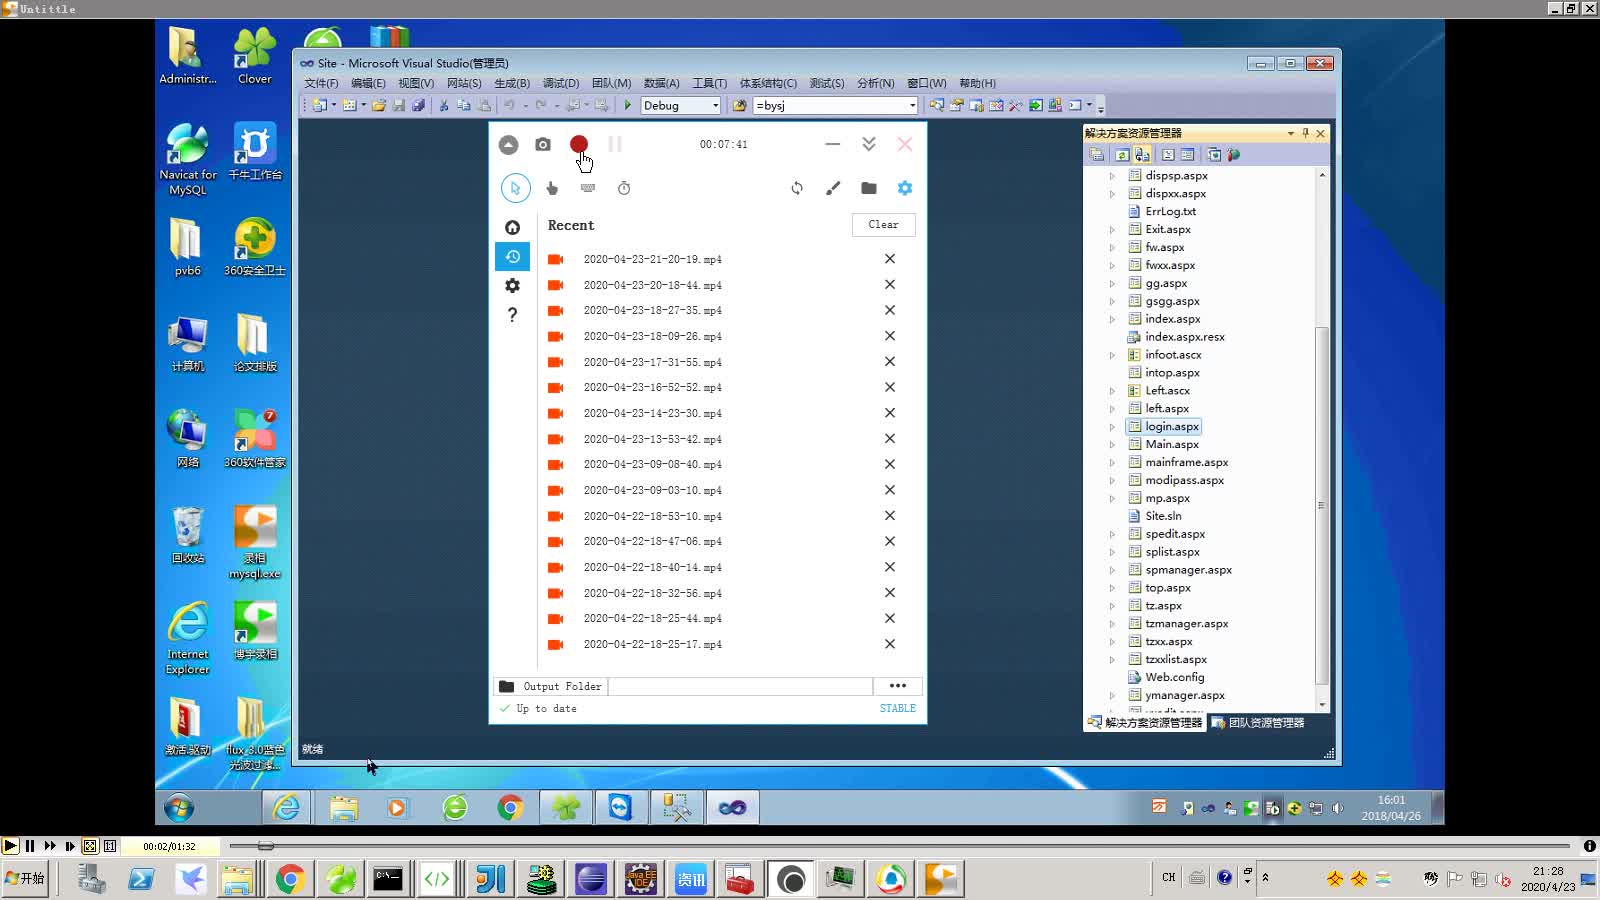 Untittle
Administr...
Clover
Navicat for
MySQL
千牛工作台
pvb6
360安全卫士
计算机
论文排版
网络
7
360软件管家
回收站
录相
mysql.exe
Internet
Explorer
博宇录相
激活.驱动
flux_3.0蓝色
光波过滤...
Site - Microsoft Visual Studio(管理员)
文件(F) 编辑(E) 视图(V) 网站(S) 生成(B) 调试(D) 团队(M) 数据(A) 工具(T) 体系结构(C) 测试(S) 分析(N) 窗口(W) 帮助(H)
Debug
=bysj
00:07:41
Recent
Clear
2020-04-23-21-20-19.mp4
2020-04-23-20-18-44.mp4
2020-04-23-18-27-35.mp4
2020-04-23-18-09-26.mp4
2020-04-23-17-31-55.mp4
2020-04-23-16-52-52.mp4
2020-04-23-14-23-30.mp4
2020-04-23-13-53-42.mp4
2020-04-23-09-08-40.mp4
2020-04-23-09-03-10.mp4
2020-04-22-18-53-10.mp4
2020-04-22-18-47-06.mp4
2020-04-22-18-40-14.mp4
2020-04-22-18-32-56.mp4
2020-04-22-18-25-44.mp4
2020-04-22-18-25-17.mp4
Output Folder
•••
Up to date
STABLE
就绪
解决方案资源管理器
dispsp.aspx
dispxx.aspx
ErrLog.txt
Exit.aspx
fw.aspx
fwxx.aspx
gg.aspx
gsgg.aspx
index.aspx
index.aspx.resx
infoot.ascx
intop.aspx
Left.ascx
left.aspx
login.aspx
Main.aspx
mainframe.aspx
modipass.aspx
mp.aspx
Site.sln
spedit.aspx
splist.aspx
spmanager.aspx
top.aspx
tz.aspx
tzmanager.aspx
tzxx.aspx
tzxxlist.aspx
Web.config
ymanager.aspx
解决方案资源管理器
团队资源管理器
16:01
2018/04/26
00:02/01:32
开始
C:\_
Java EE
IDE
资讯
CH
21:28
2020/4/23